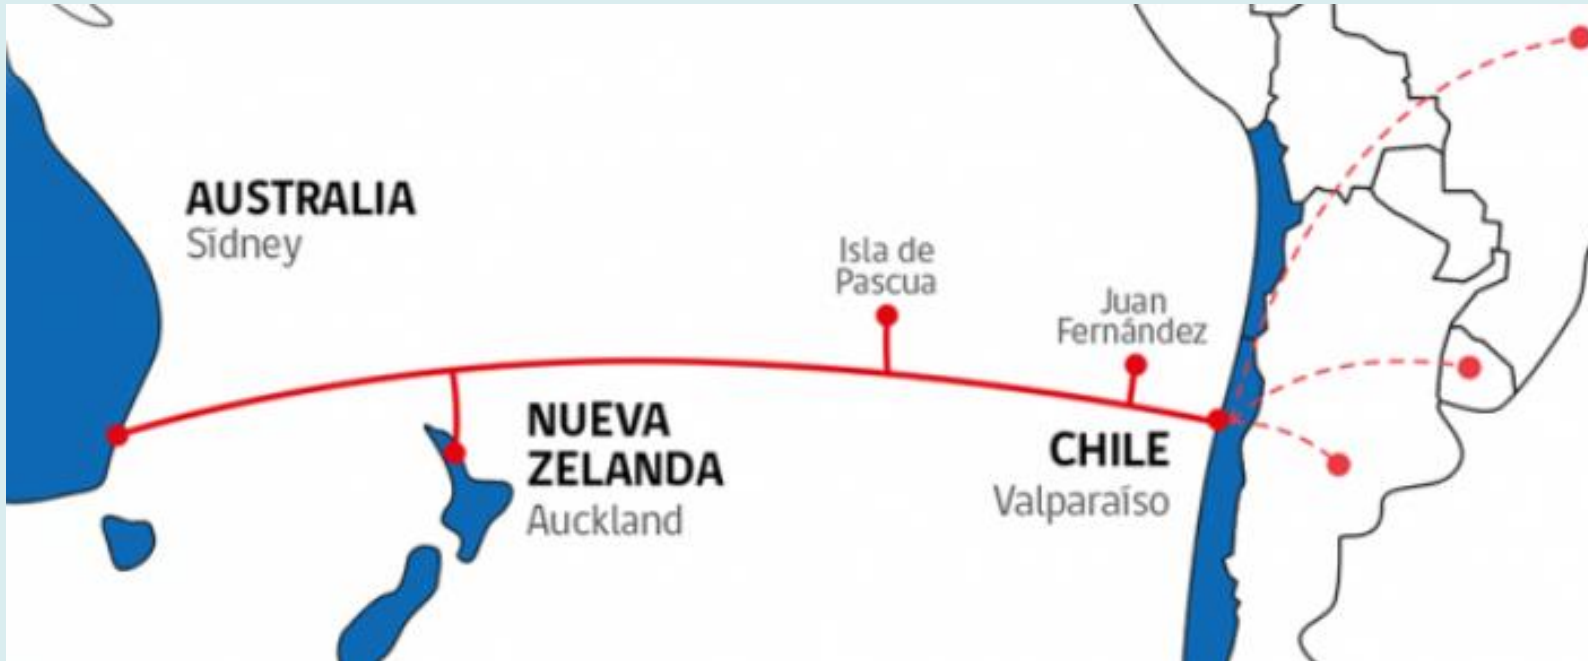 AUSTRALIA
Sídney
Isla de
Pascua
Juan
Fernández
NUEVA
ZELANDA
Auckland
CHILE
Valparaíso